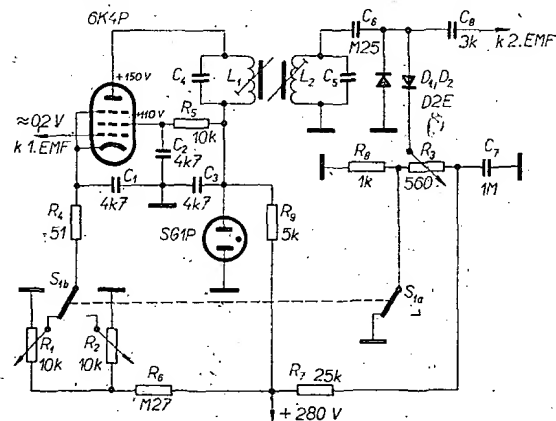 6K4P
C₆
M25
C₈
3k
k 2.EMF
+150 V
C₄
L₁
L₂
C₅
D₁, D₂
D2E
≈0,2 V
k 1.EMF
+110 V
R₅
10k
C₂
4k7
R₈
1k
R₃
560
C₇
1M
C₁
4k7
C₃
4k7
R₄
51
SG1P
R₉
5k
S₁b
S₁a
R₁
10k
R₂
10k
R₆
M27
R₇
25k
+280 V